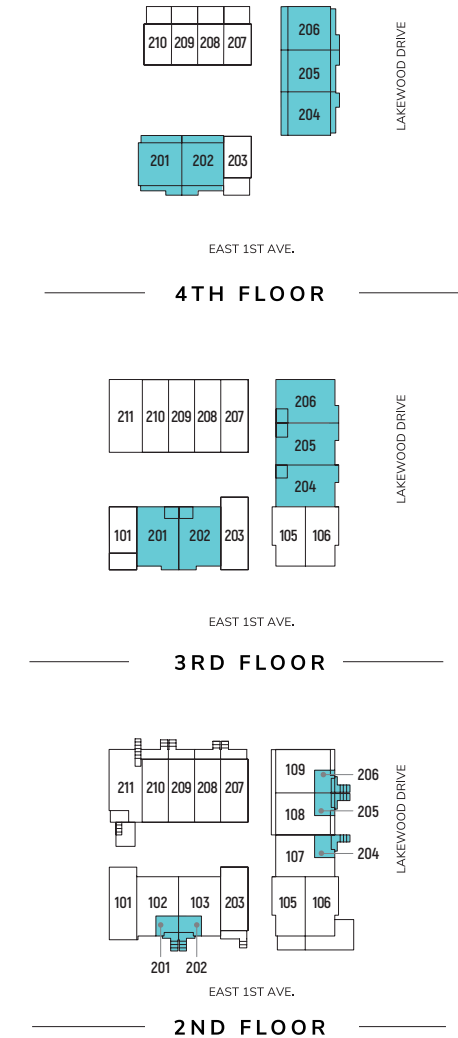 206
210 209 208 207
205
204
201 202 203
LAKEWOOD DRIVE
EAST 1ST AVE.
4TH FLOOR
206
211 210 209 208 207
205
204
101 201 202 203
105 106
LAKEWOOD DRIVE
EAST 1ST AVE.
3RD FLOOR
109
206
211 210 209 208 207
108
205
107
204
101 102 103 203
105 106
201 202
LAKEWOOD DRIVE
EAST 1ST AVE.
2ND FLOOR